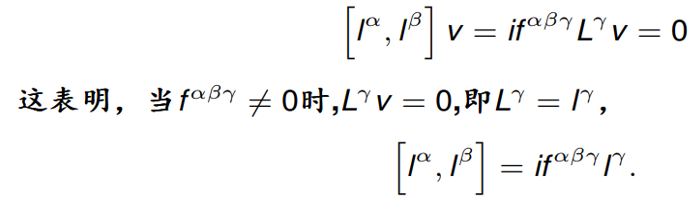 [l^α, l^β] v = if^{αβγ}L^γ v = 0
这表明，当f^{αβγ} ≠ 0时,L^γ v = 0,即L^γ = l^γ，
[l^α, l^β] = if^{αβγ}l^γ.